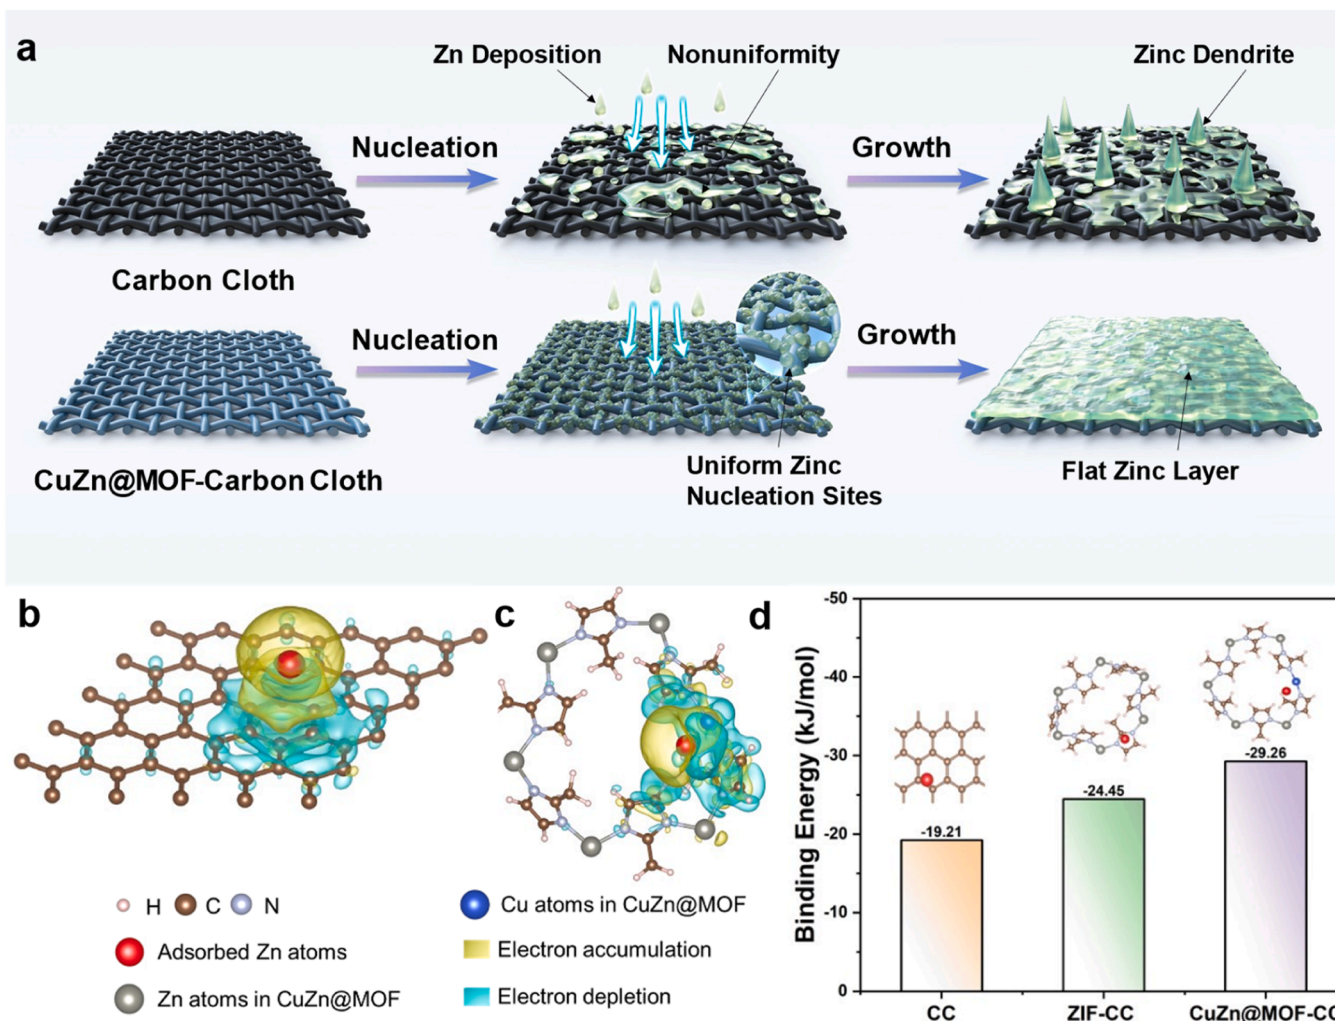 a
Zn Deposition
Nonuniformity
Zinc Dendrite
Nucleation
Growth
Carbon Cloth
Nucleation
Growth
CuZn@MOF-Carbon Cloth
Uniform Zinc
Nucleation Sites
Flat Zinc Layer
b
c
H
C
N
Adsorbed Zn atoms
Zn atoms in CuZn@MOF
Cu atoms in CuZn@MOF
Electron accumulation
Electron depletion
d
Binding Energy (kJ/mol)
-50
-40
-30
-20
-10
0
-19.21
-24.45
-29.26
CC
ZIF-CC
CuZn@MOF-CC